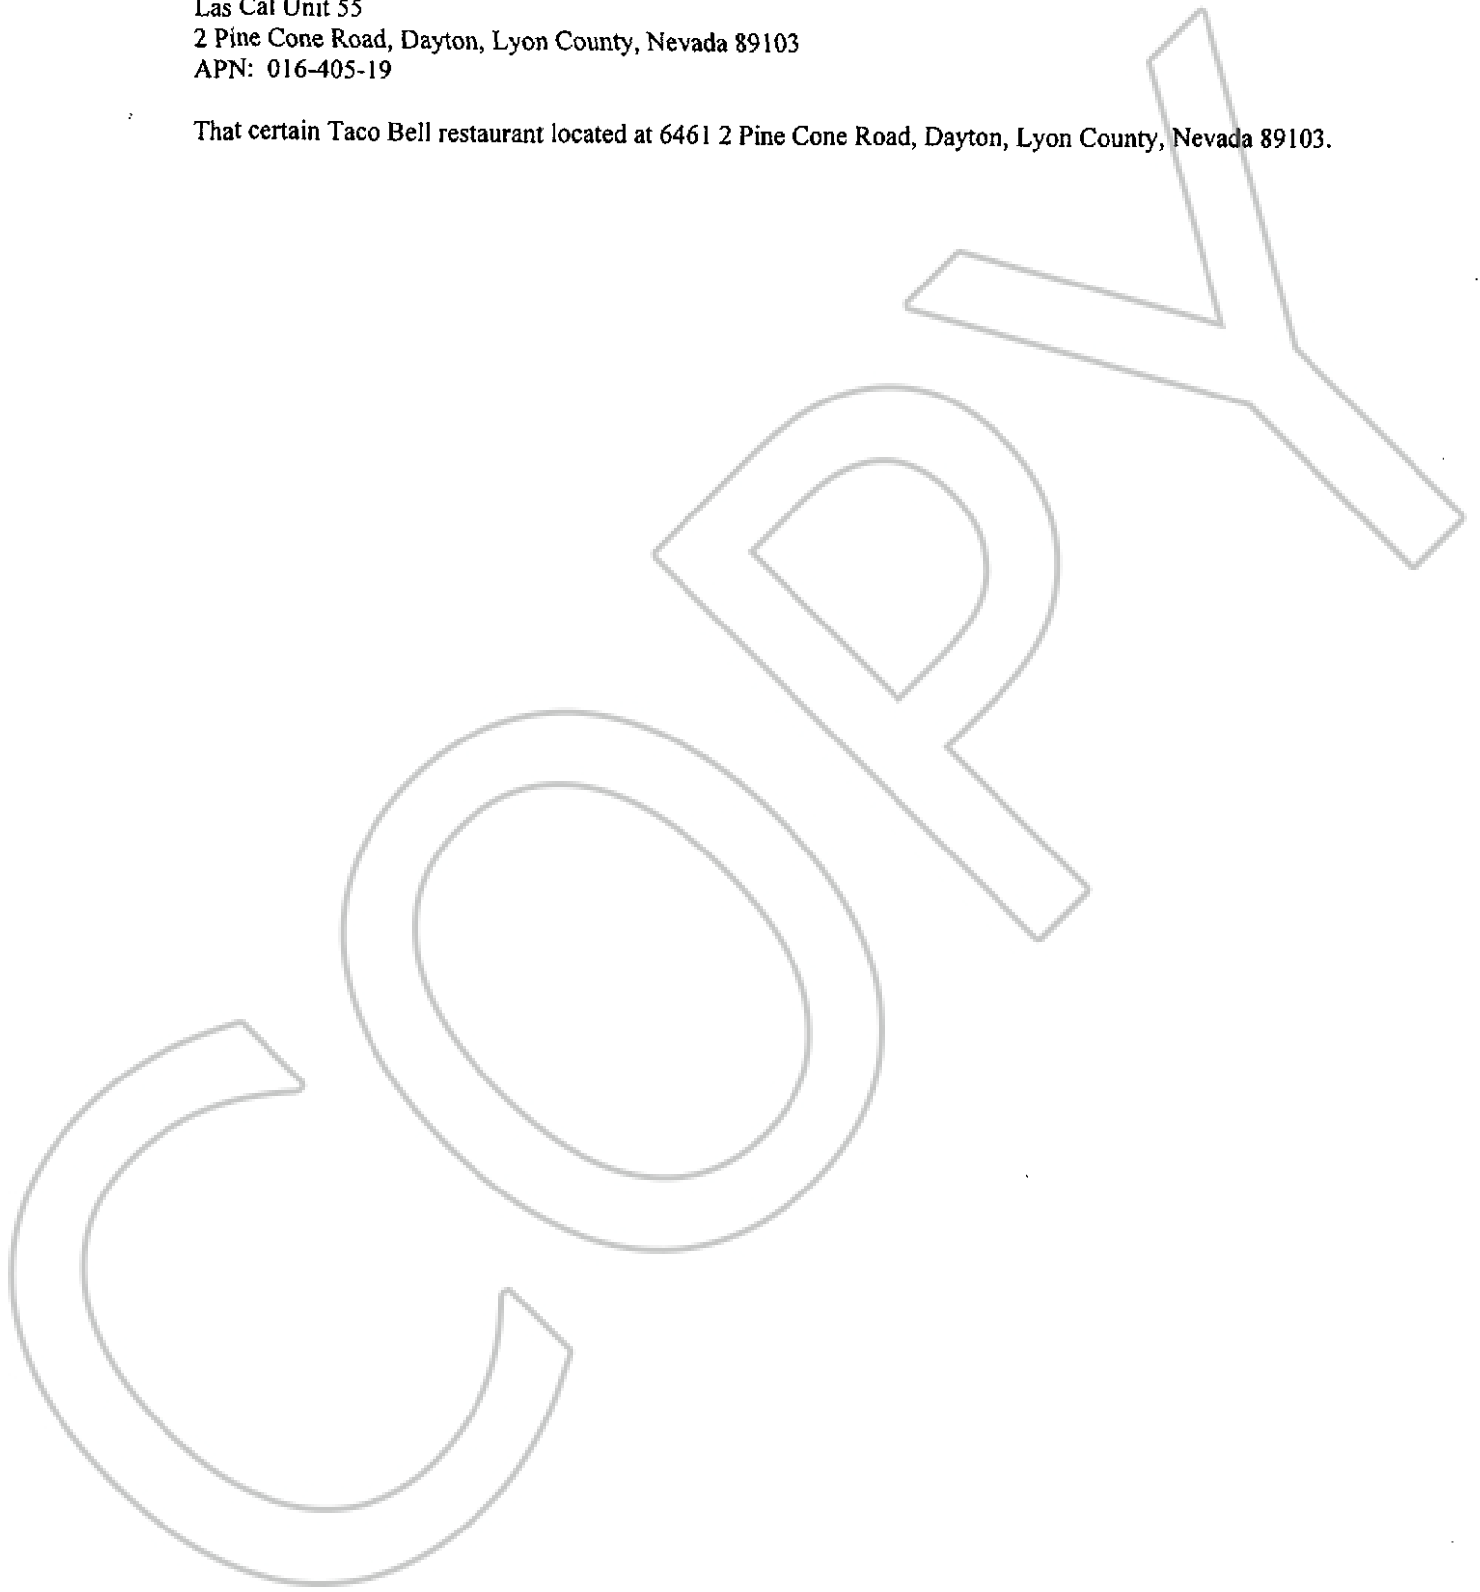 Las Cal Unit 55
2 Pine Cone Road, Dayton, Lyon County, Nevada 89103
APN: 016-405-19
That certain Taco Bell restaurant located at 6461 2 Pine Cone Road, Dayton, Lyon County, Nevada 89103.
COPY